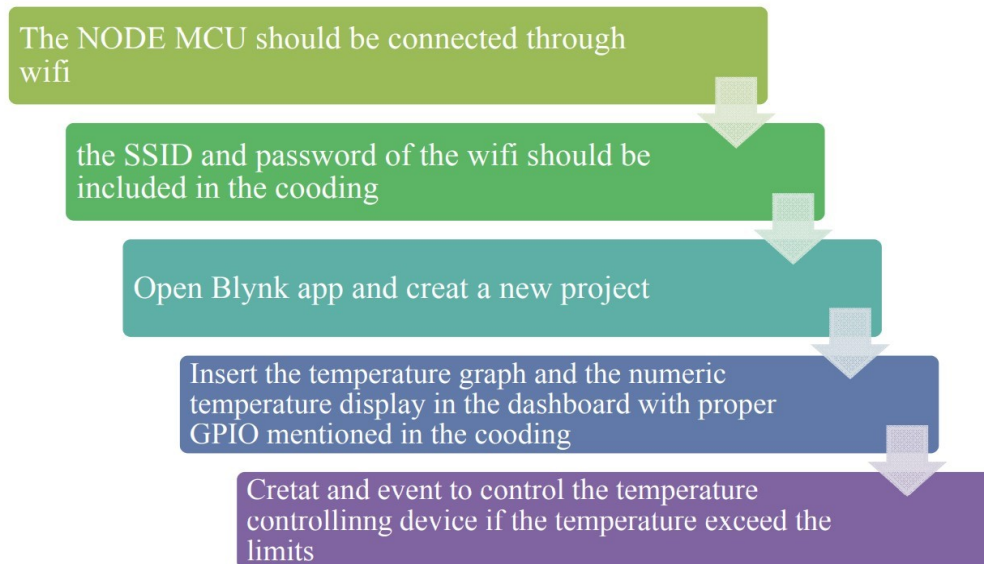 The NODE MCU should be connected through
wifi
the SSID and password of the wifi should be
included in the cooding
Open Blynk app and creat a new project
Insert the temperature graph and the numeric
temperature display in the dashboard with proper
GPIO mentioned in the cooding
Cretat and event to control the temperature
controllinng device if the temperature exceed the
limits